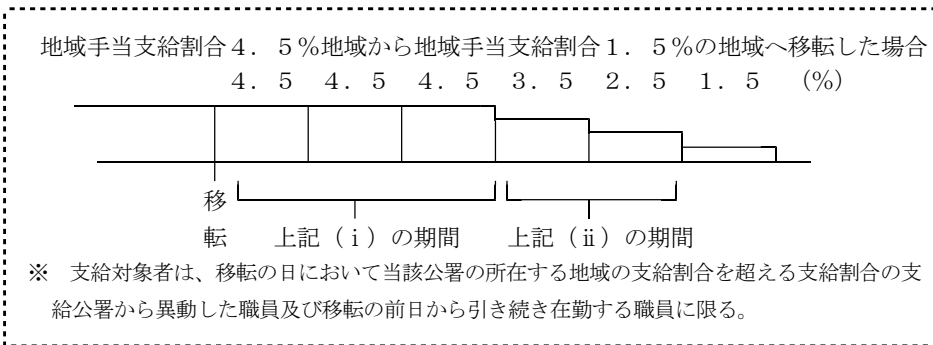 地域手当支給割合4.5%地域から地域手当支給割合1.5%の地域へ移転した場合
4.5 4.5 4.5 3.5 2.5 1.5 (%)
移転
上記(ⅰ)の期間 上記(ⅱ)の期間
※ 支給対象者は、移転の日において当該公署の所在する地域の支給割合を超える支給割合の支
給公署から異動した職員及び移転の前日から引き続き在勤する職員に限る。